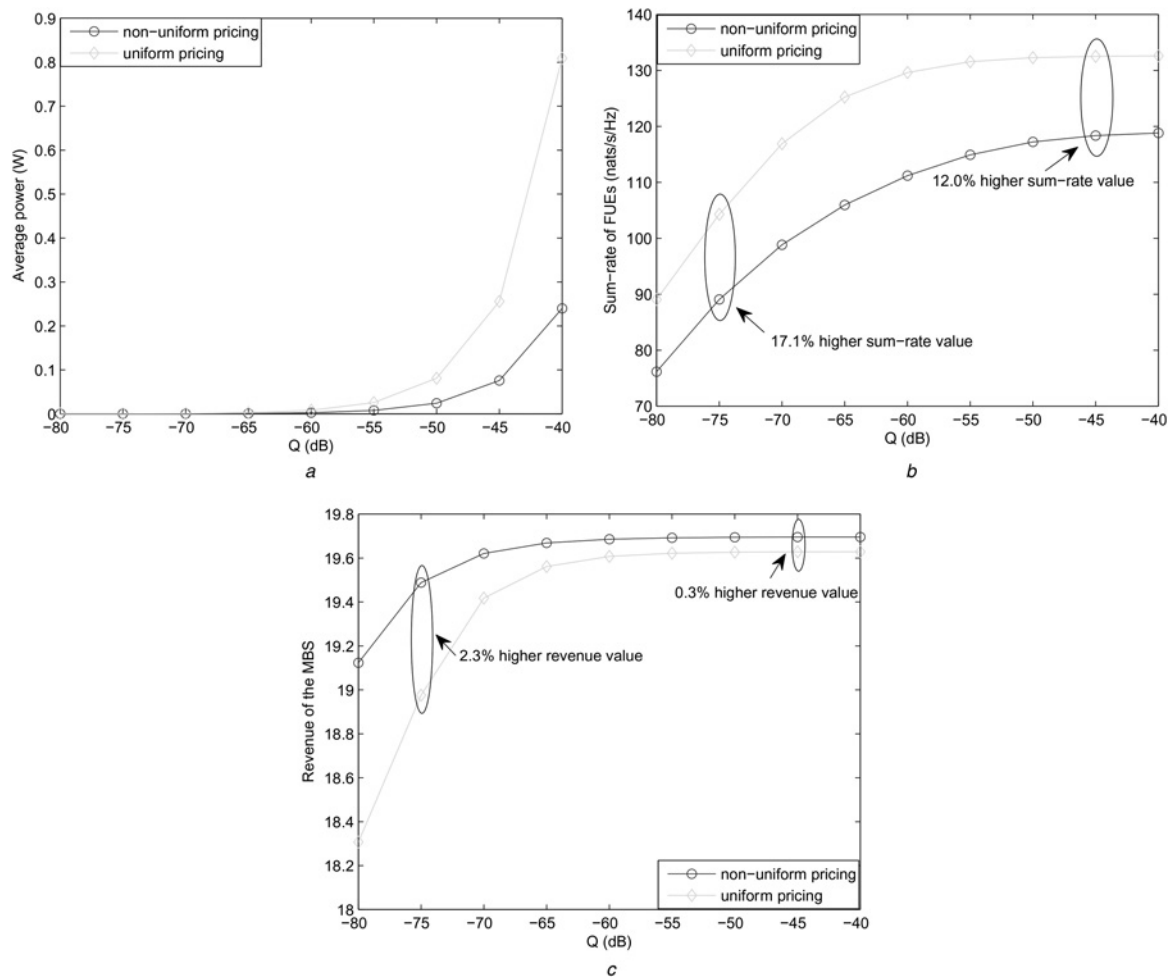 0.9
0.8
0.7
0.6
0.5
0.4
0.3
0.2
0.1
0
Average power (W)
non−uniform pricing
uniform pricing
−80 −75 −70 −65 −60 −55 −50 −45 −40
Q (dB)
a
140
130
120
110
100
90
80
70
Sum−rate of FUEs (nats/s/Hz)
non−uniform pricing
uniform pricing
12.0% higher sum−rate value
17.1% higher sum−rate value
−80 −75 −70 −65 −60 −55 −50 −45 −40
Q (dB)
b
19.8
19.6
19.4
19.2
19
18.8
18.6
18.4
18.2
18
Revenue of the MBS
0.3% higher revenue value
2.3% higher revenue value
non−uniform pricing
uniform pricing
−80 −75 −70 −65 −60 −55 −50 −45 −40
Q (dB)
c